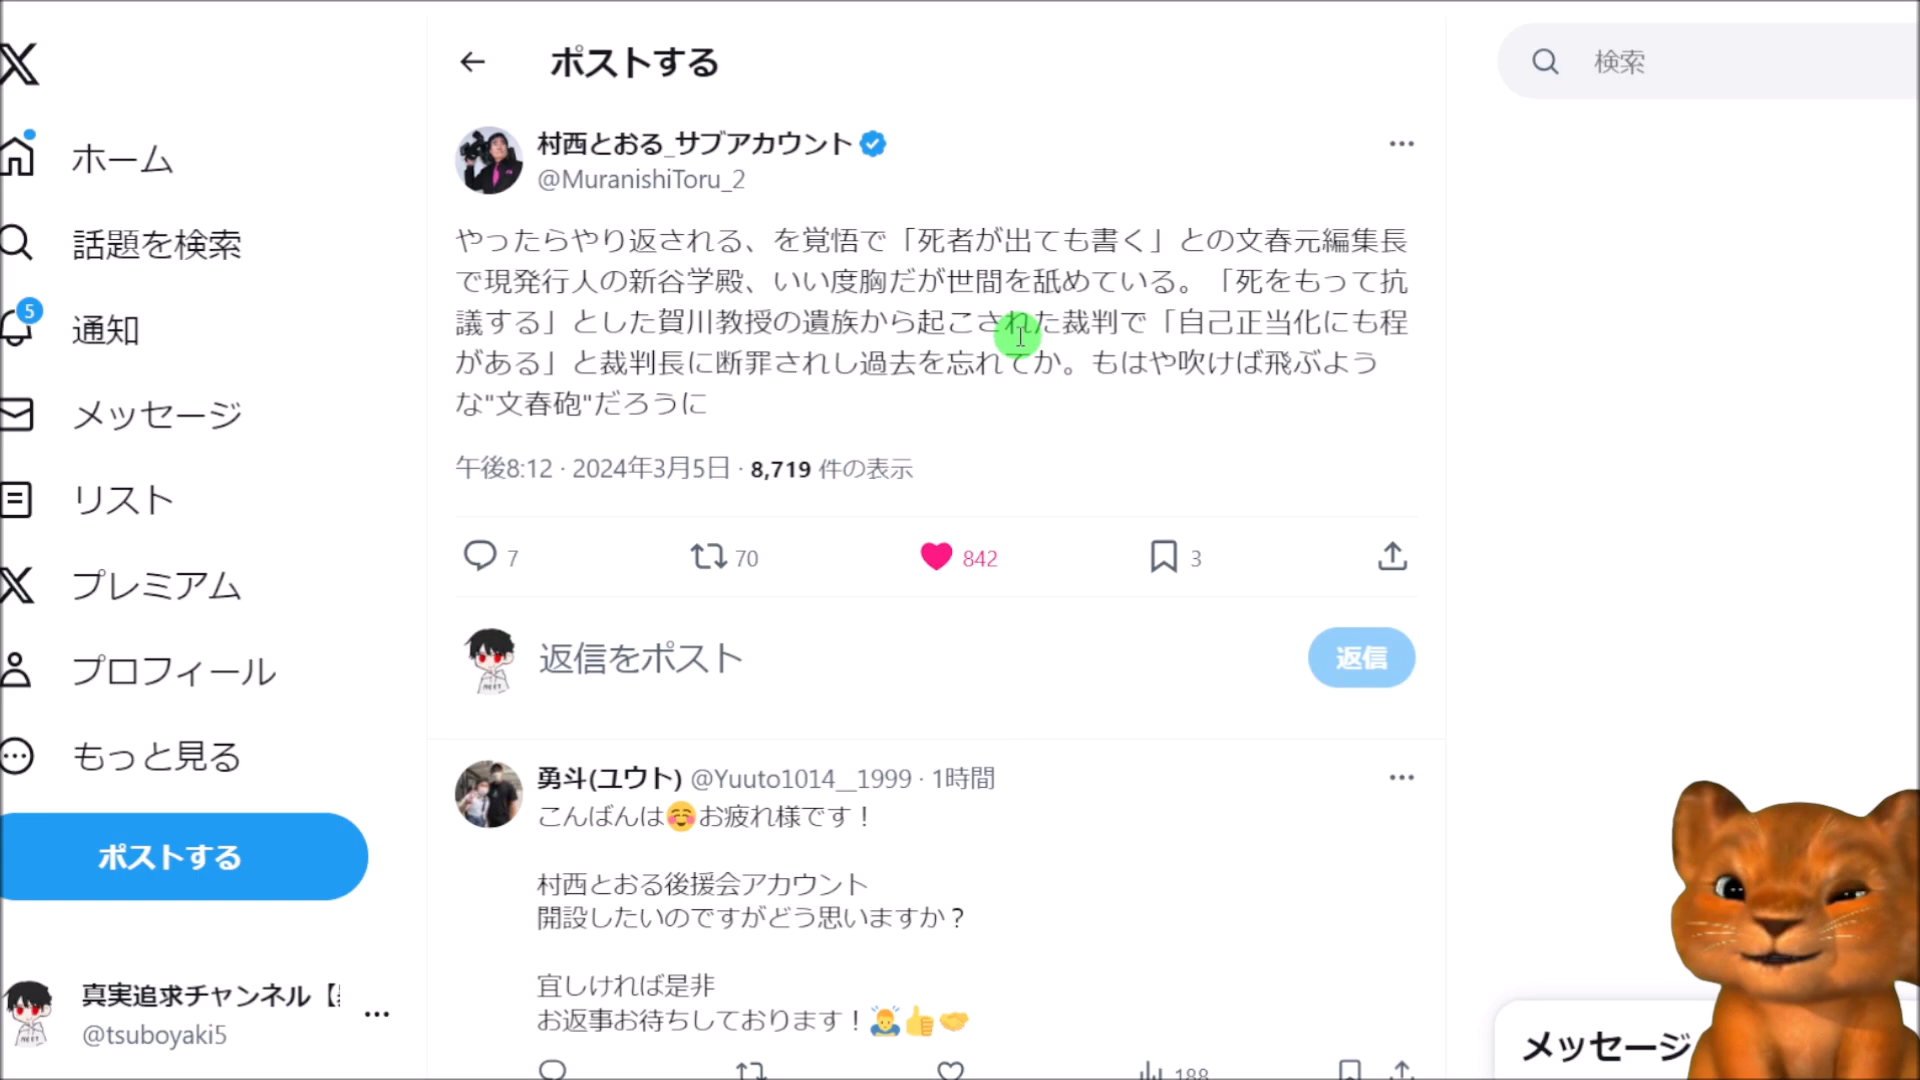 ポストする
検索
村西とおる_サブアカウント
@MuranishiToru_2
ホーム
話題を検索
5
通知
メッセージ
リスト
プレミアム
プロフィール
もっと見る
ポストする
真実追求チャンネル【
@tsuboyaki5
やったらやり返される、を覚悟で「死者が出ても書く」との文春元編集長
で現発行人の新谷学殿、いい度胸だが世間を舐めている。「死をもって抗
議する」とした賀川教授の遺族から起こされた裁判で「自己正当化にも程
がある」と裁判長に断罪されし過去を忘れてか。もはや吹けば飛ぶよう
な"文春砲"だろうに
午後8:12 · 2024年3月5日 · 8,719 件の表示
7 70 842 3
返信をポスト
返信
勇斗(ユウト) @Yuuto1014__1999 · 1時間
こんばんは☺️お疲れ様です！
村西とおる後援会アカウント
開設したいのですがどう思いますか？
宜しければ是非
お返事お待ちしております！🙇👍🤝
188
メッセージ